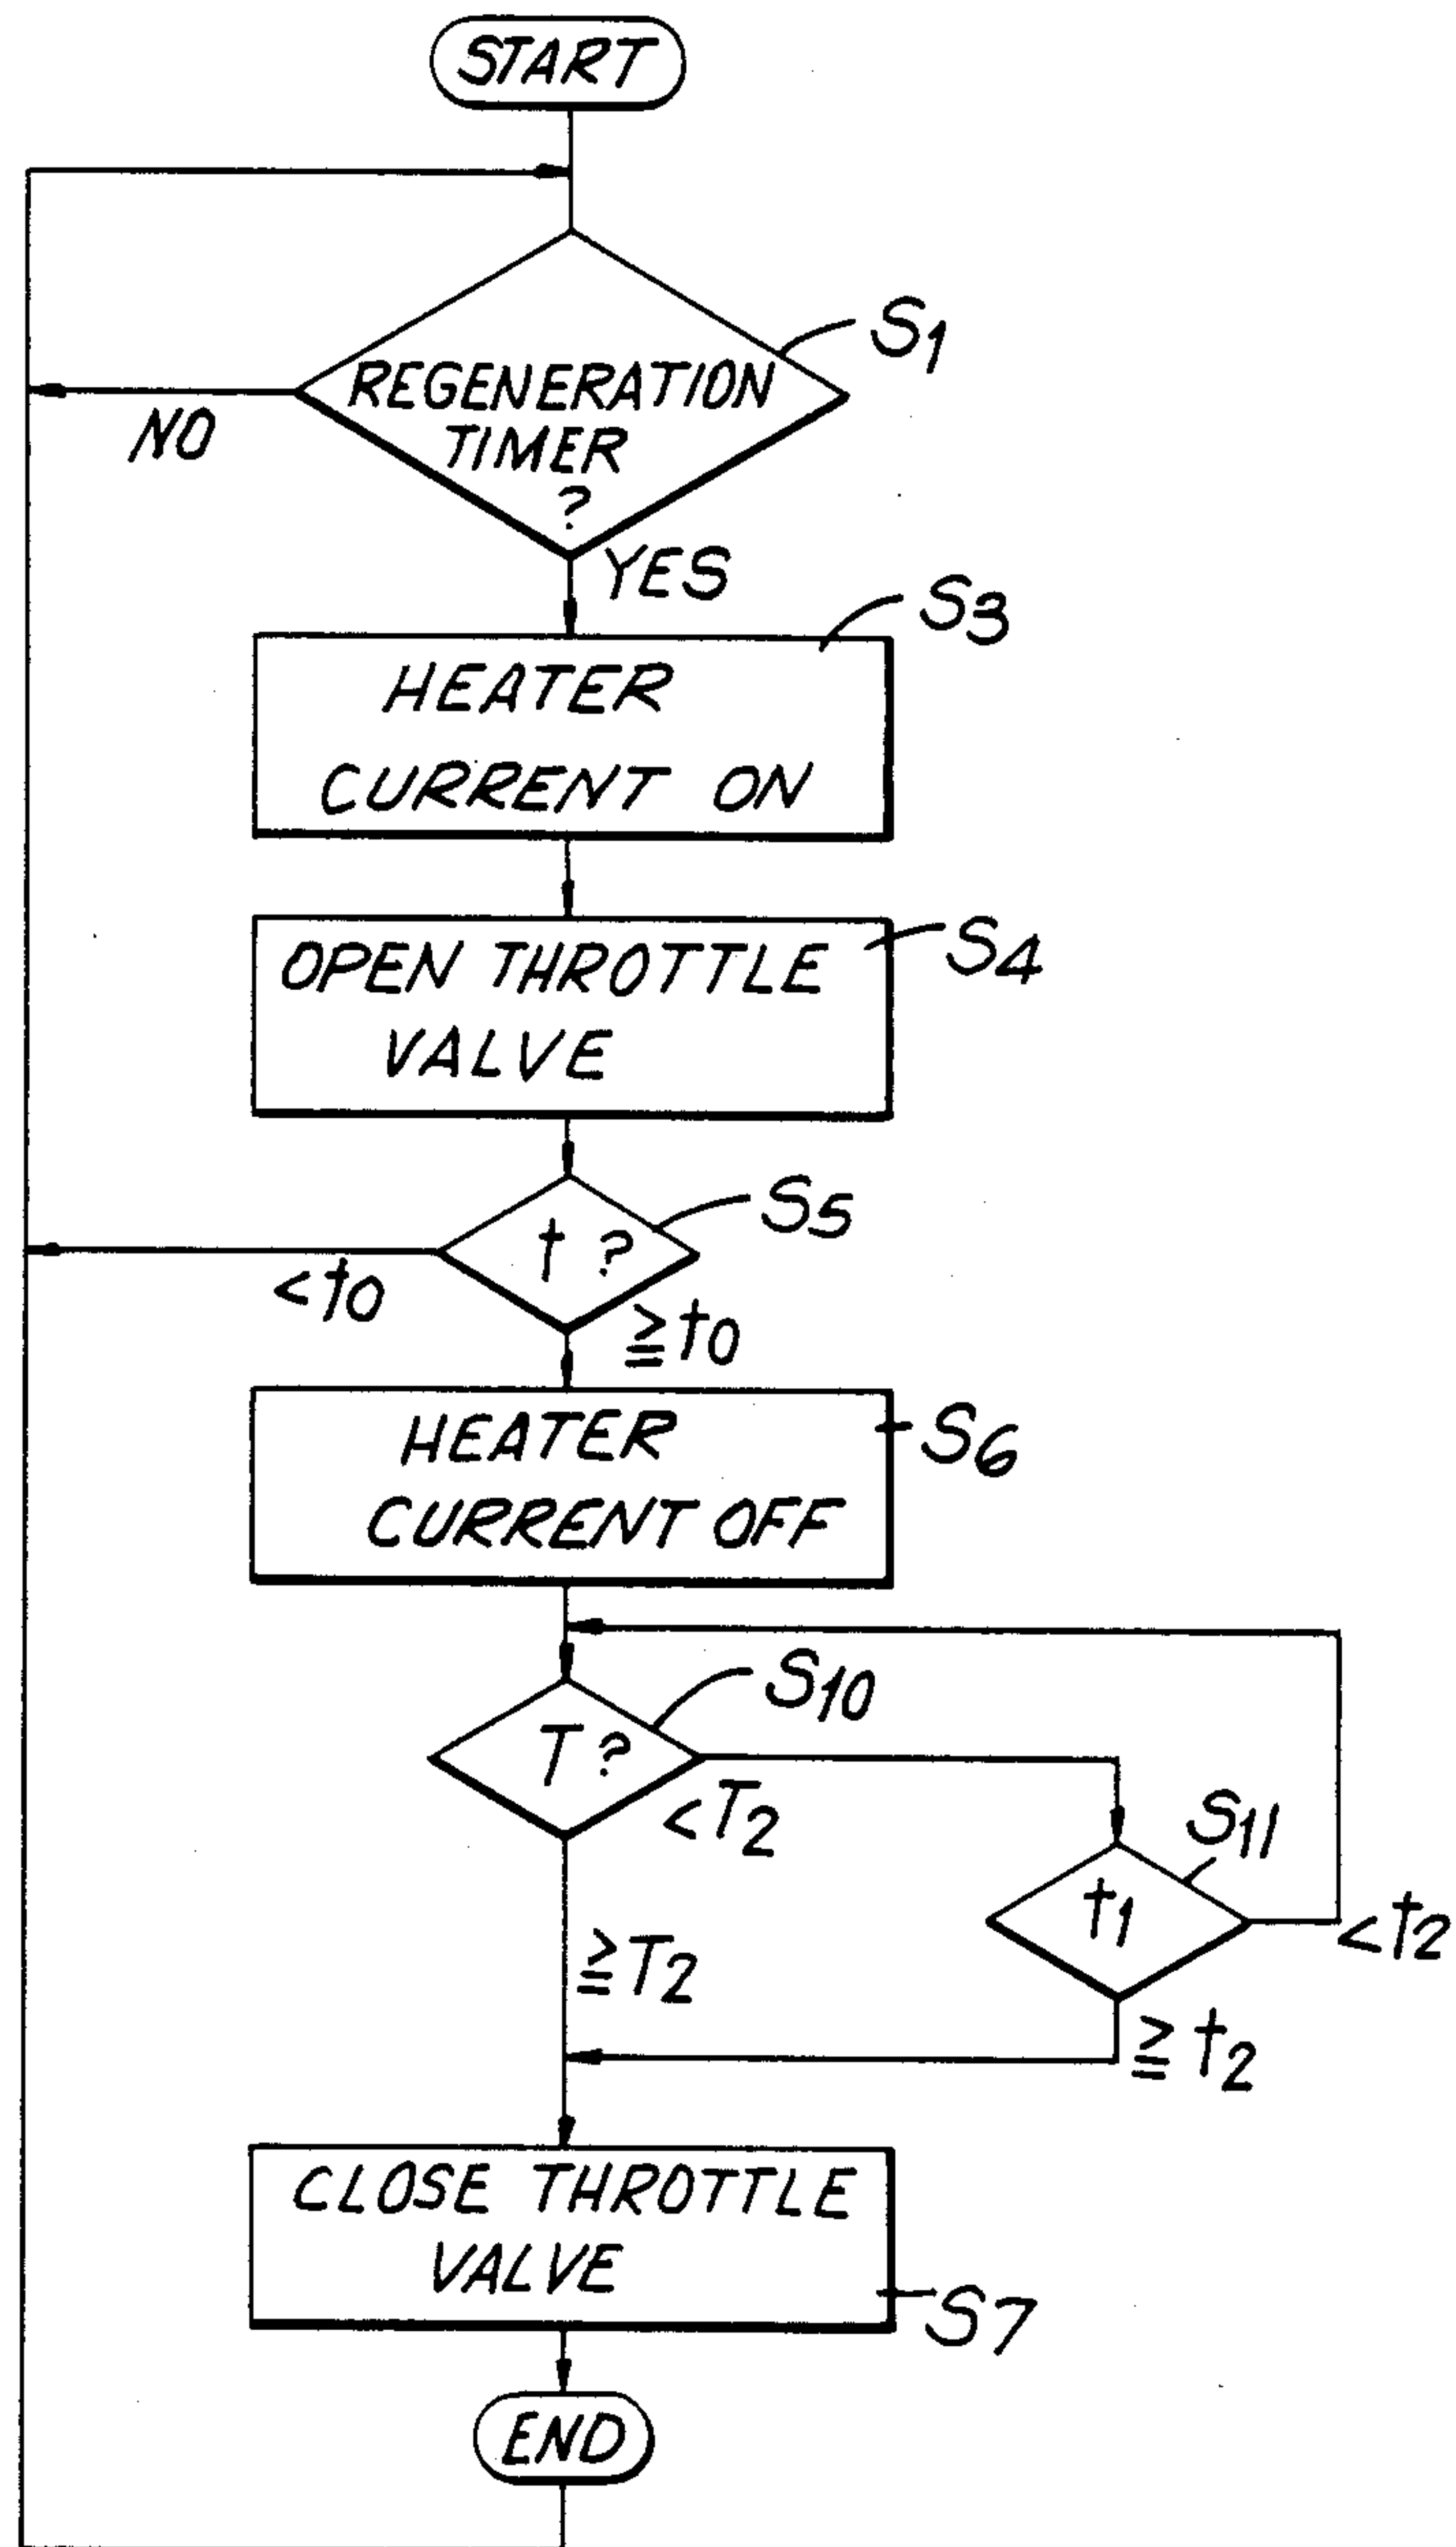 START
S1
REGENERATION
TIMER
?
NO
YES
S3
HEATER
CURRENT ON
S4
OPEN THROTTLE
VALVE
S5
t ?
<t0
≧t0
S6
HEATER
CURRENT OFF
S10
T ?
<T2
S11
t1
<t2
≧T2
≧t2
CLOSE THROTTLE
VALVE
S7
END